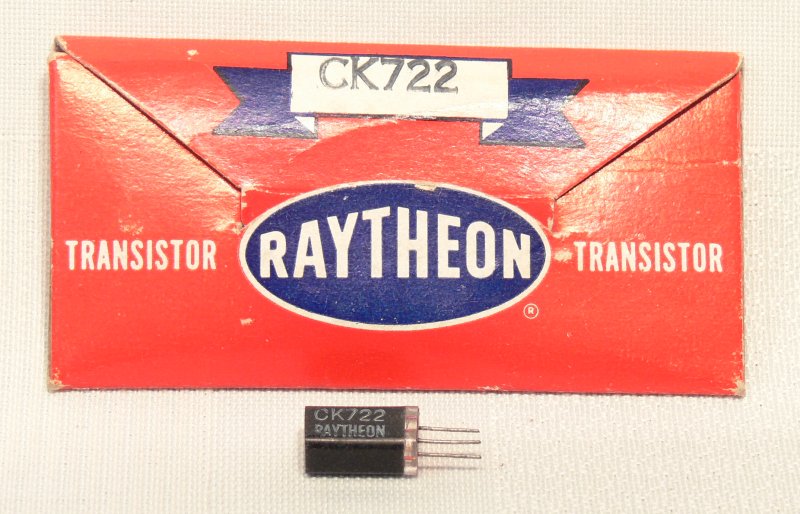 CK722
TRANSISTOR RAYTHEON TRANSISTOR
®
CK722
RAYTHEON